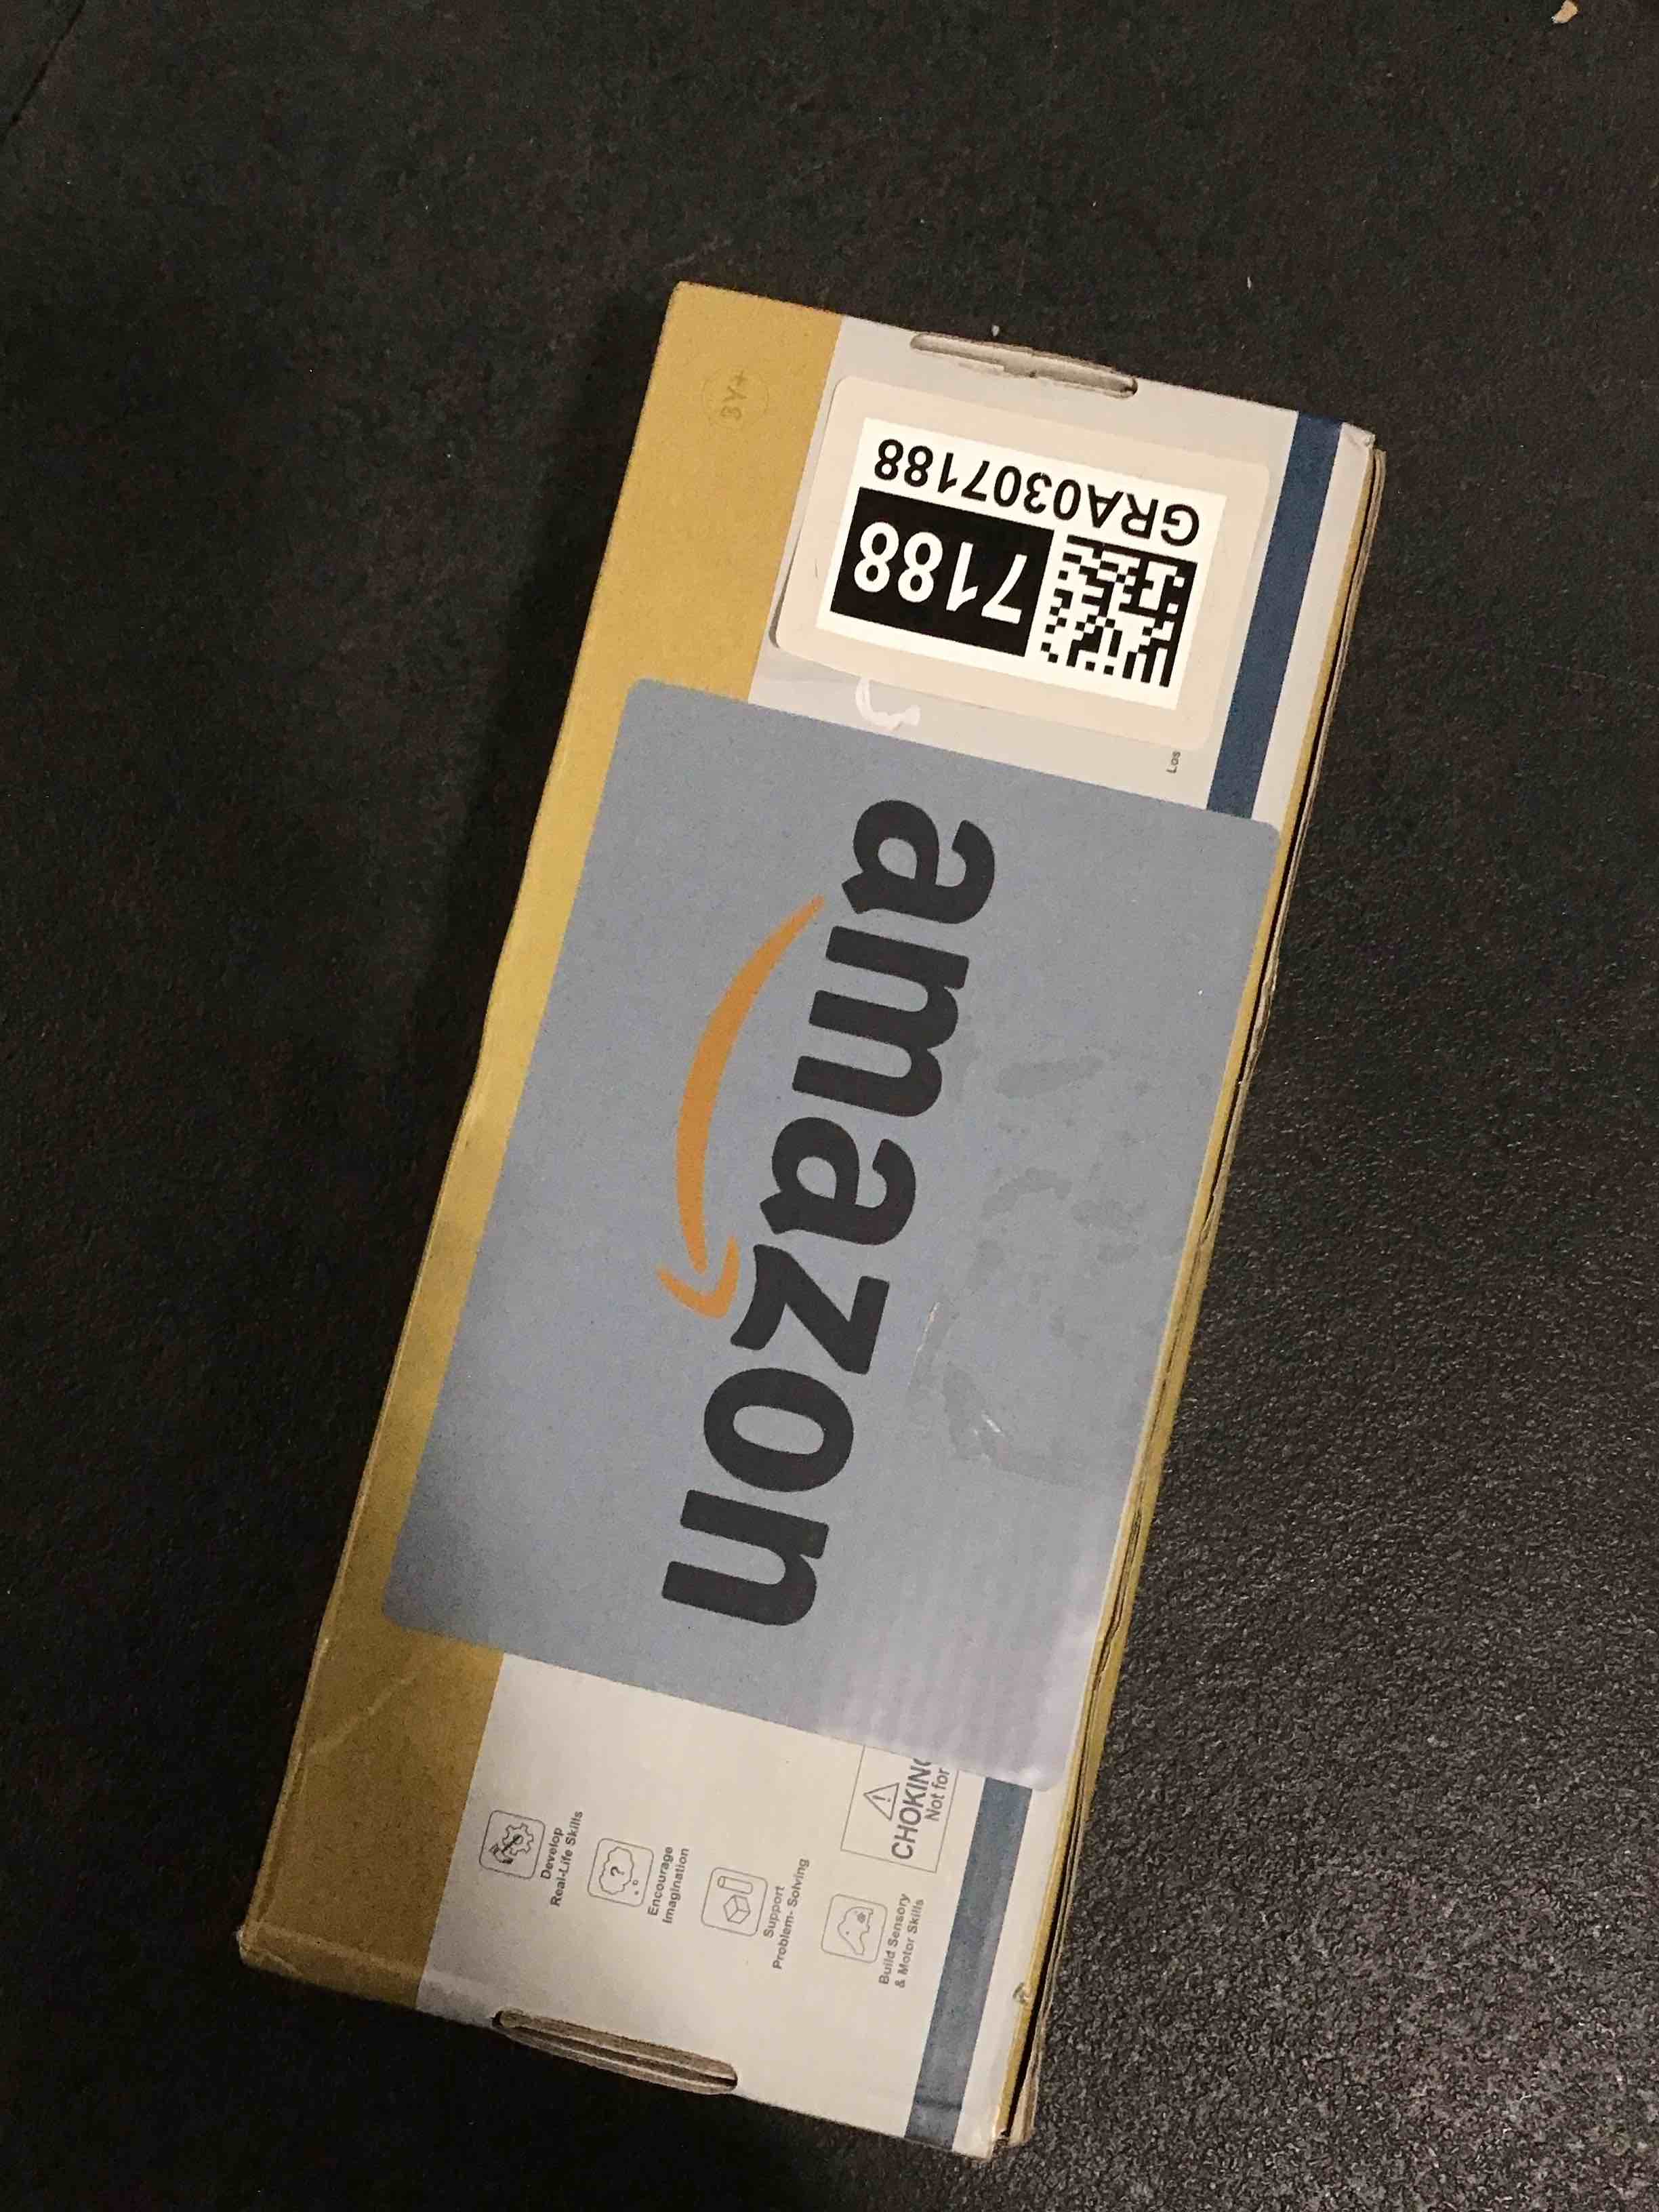 3Y+
GRA0307188
7188
Los
amazon
CHOKING
Not for
Develop
Real-Life Skills
Encourage
Imagination
Support
Problem- Solving
Build Sensory
& Motor Skills